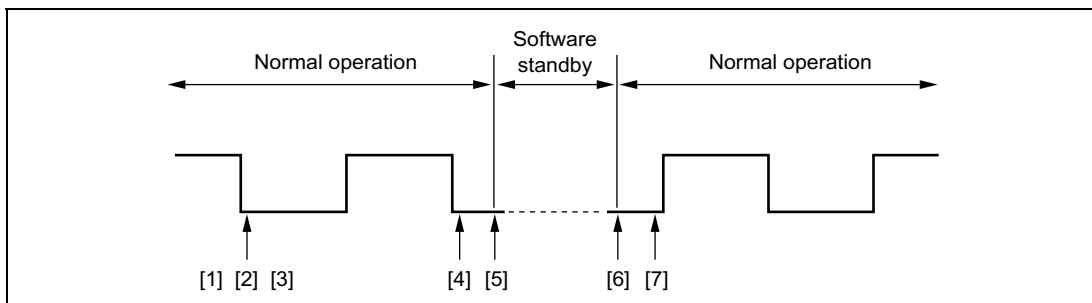 Software
standby
Normal operation
Normal operation
[1] [2] [3] [4] [5] [6] [7]